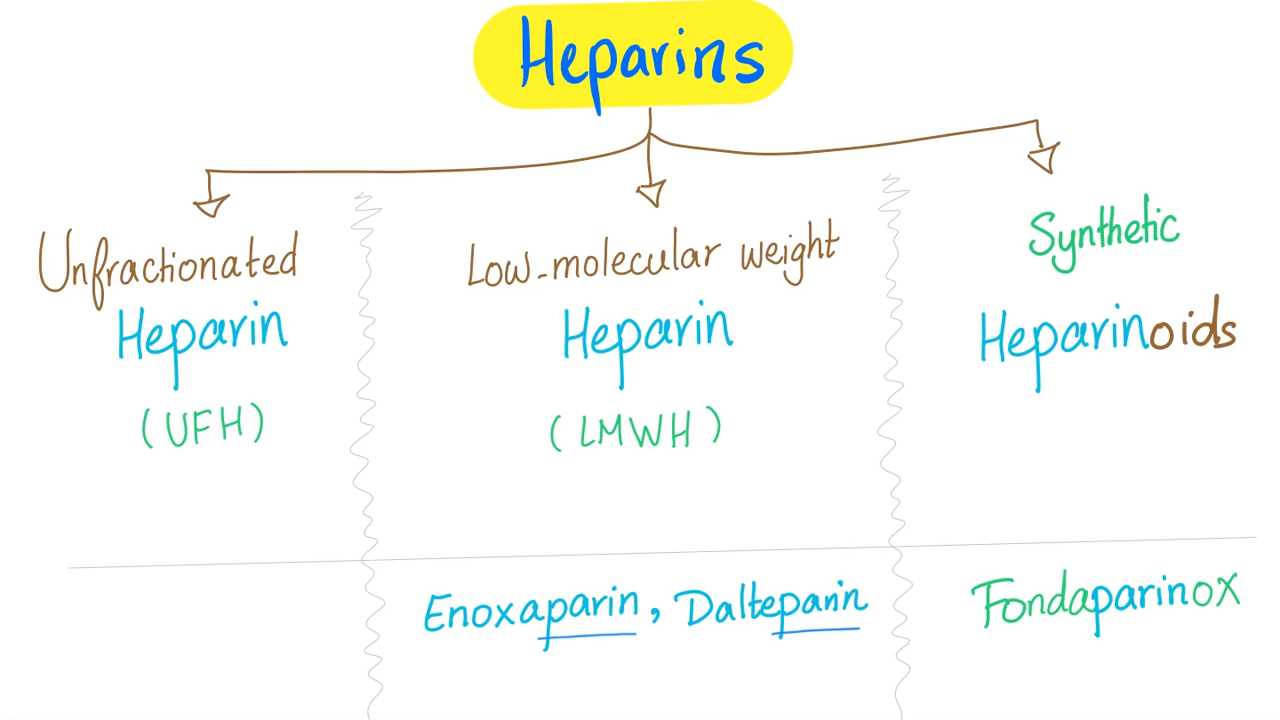 Heparins
Unfractionated
Heparin
(UFH)
Low-molecular weight
Heparin
(LMWH)
Synthetic
Heparinoids
Enoxaparin, Dalteparin
Fondaparinox